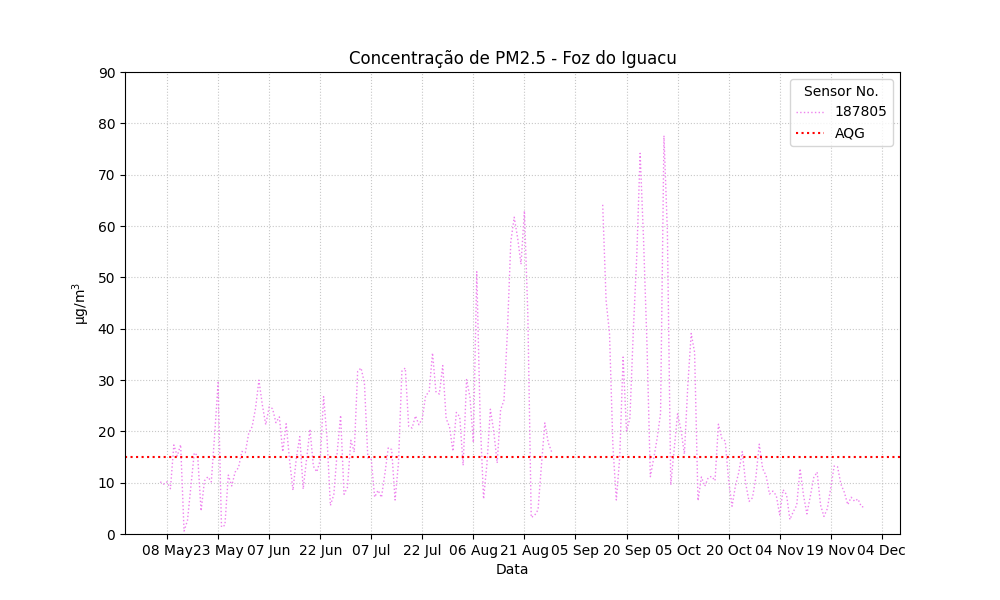 Concentração de PM2.5 - Foz do Iguacu
Sensor No.
187805
AQG
90
80
70
60
50
40
30
20
10
0
µg/m³
08 May 23 May 07 Jun 22 Jun 07 Jul 22 Jul 06 Aug 21 Aug 05 Sep 20 Sep 05 Oct 20 Oct 04 Nov 19 Nov 04 Dec
Data